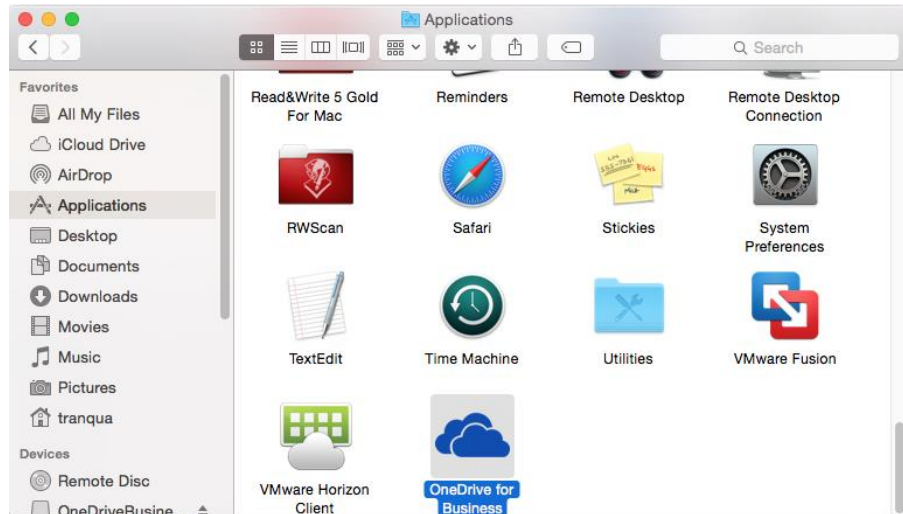 Applications
Search
Favorites
All My Files
iCloud Drive
AirDrop
Applications
Desktop
Documents
Downloads
Movies
Music
Pictures
tranqua
Devices
Remote Disc
OneDriveBusine
Read&Write 5 Gold
For Mac
Reminders
Remote Desktop
Remote Desktop
Connection
RWScan
Safari
Stickies
System
Preferences
TextEdit
Time Machine
Utilities
VMware Fusion
VMware Horizon
Client
OneDrive for
Business